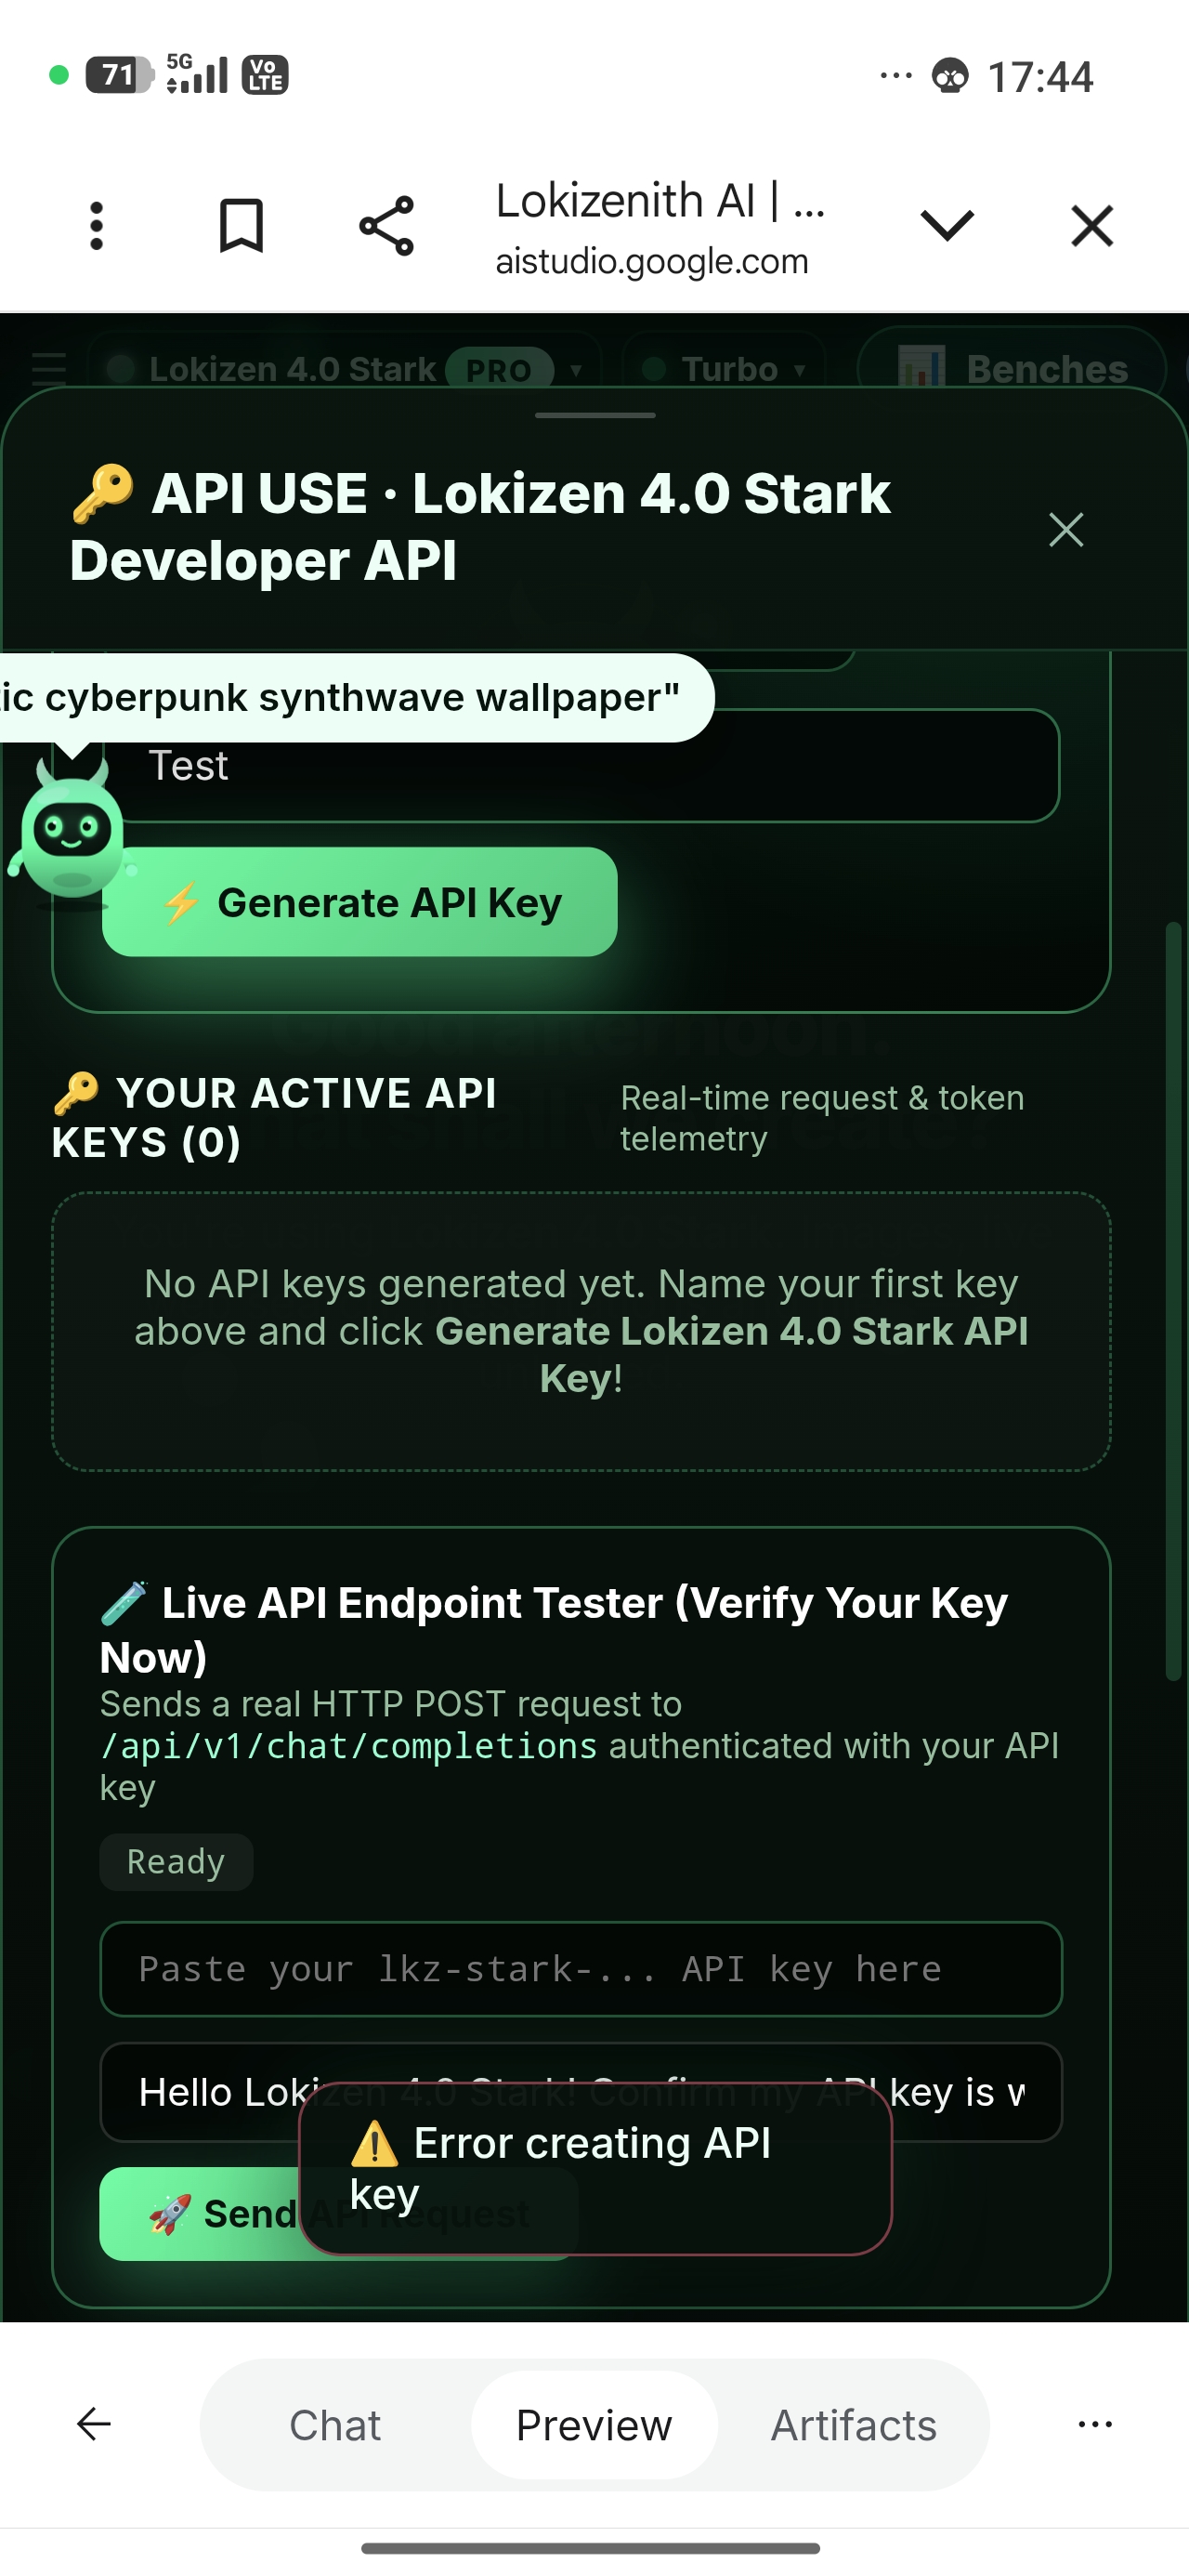 71 5G Vo LTE ... 17:44
Lokizenith AI | ...
aistudio.google.com
Lokizen 4.0 Stark PRO ▾ Turbo ▾ 📊 Benches
🔑 API USE · Lokizen 4.0 Stark
Developer API
tic cyberpunk synthwave wallpaper"
Test
⚡ Generate API Key
🔑 YOUR ACTIVE API
KEYS (0)
Real-time request & token
telemetry
No API keys generated yet. Name your first key
above and click Generate Lokizen 4.0 Stark API
Key!
🧪 Live API Endpoint Tester (Verify Your Key
Now)
Sends a real HTTP POST request to
/api/v1/chat/completions authenticated with your API
key
Ready
Paste your lkz-stark-... API key here
Hello Lokizen 4.0 Stark! Confirm my API key is w
⚠️ Error creating API
key
🚀 Send API Request
Chat Preview Artifacts